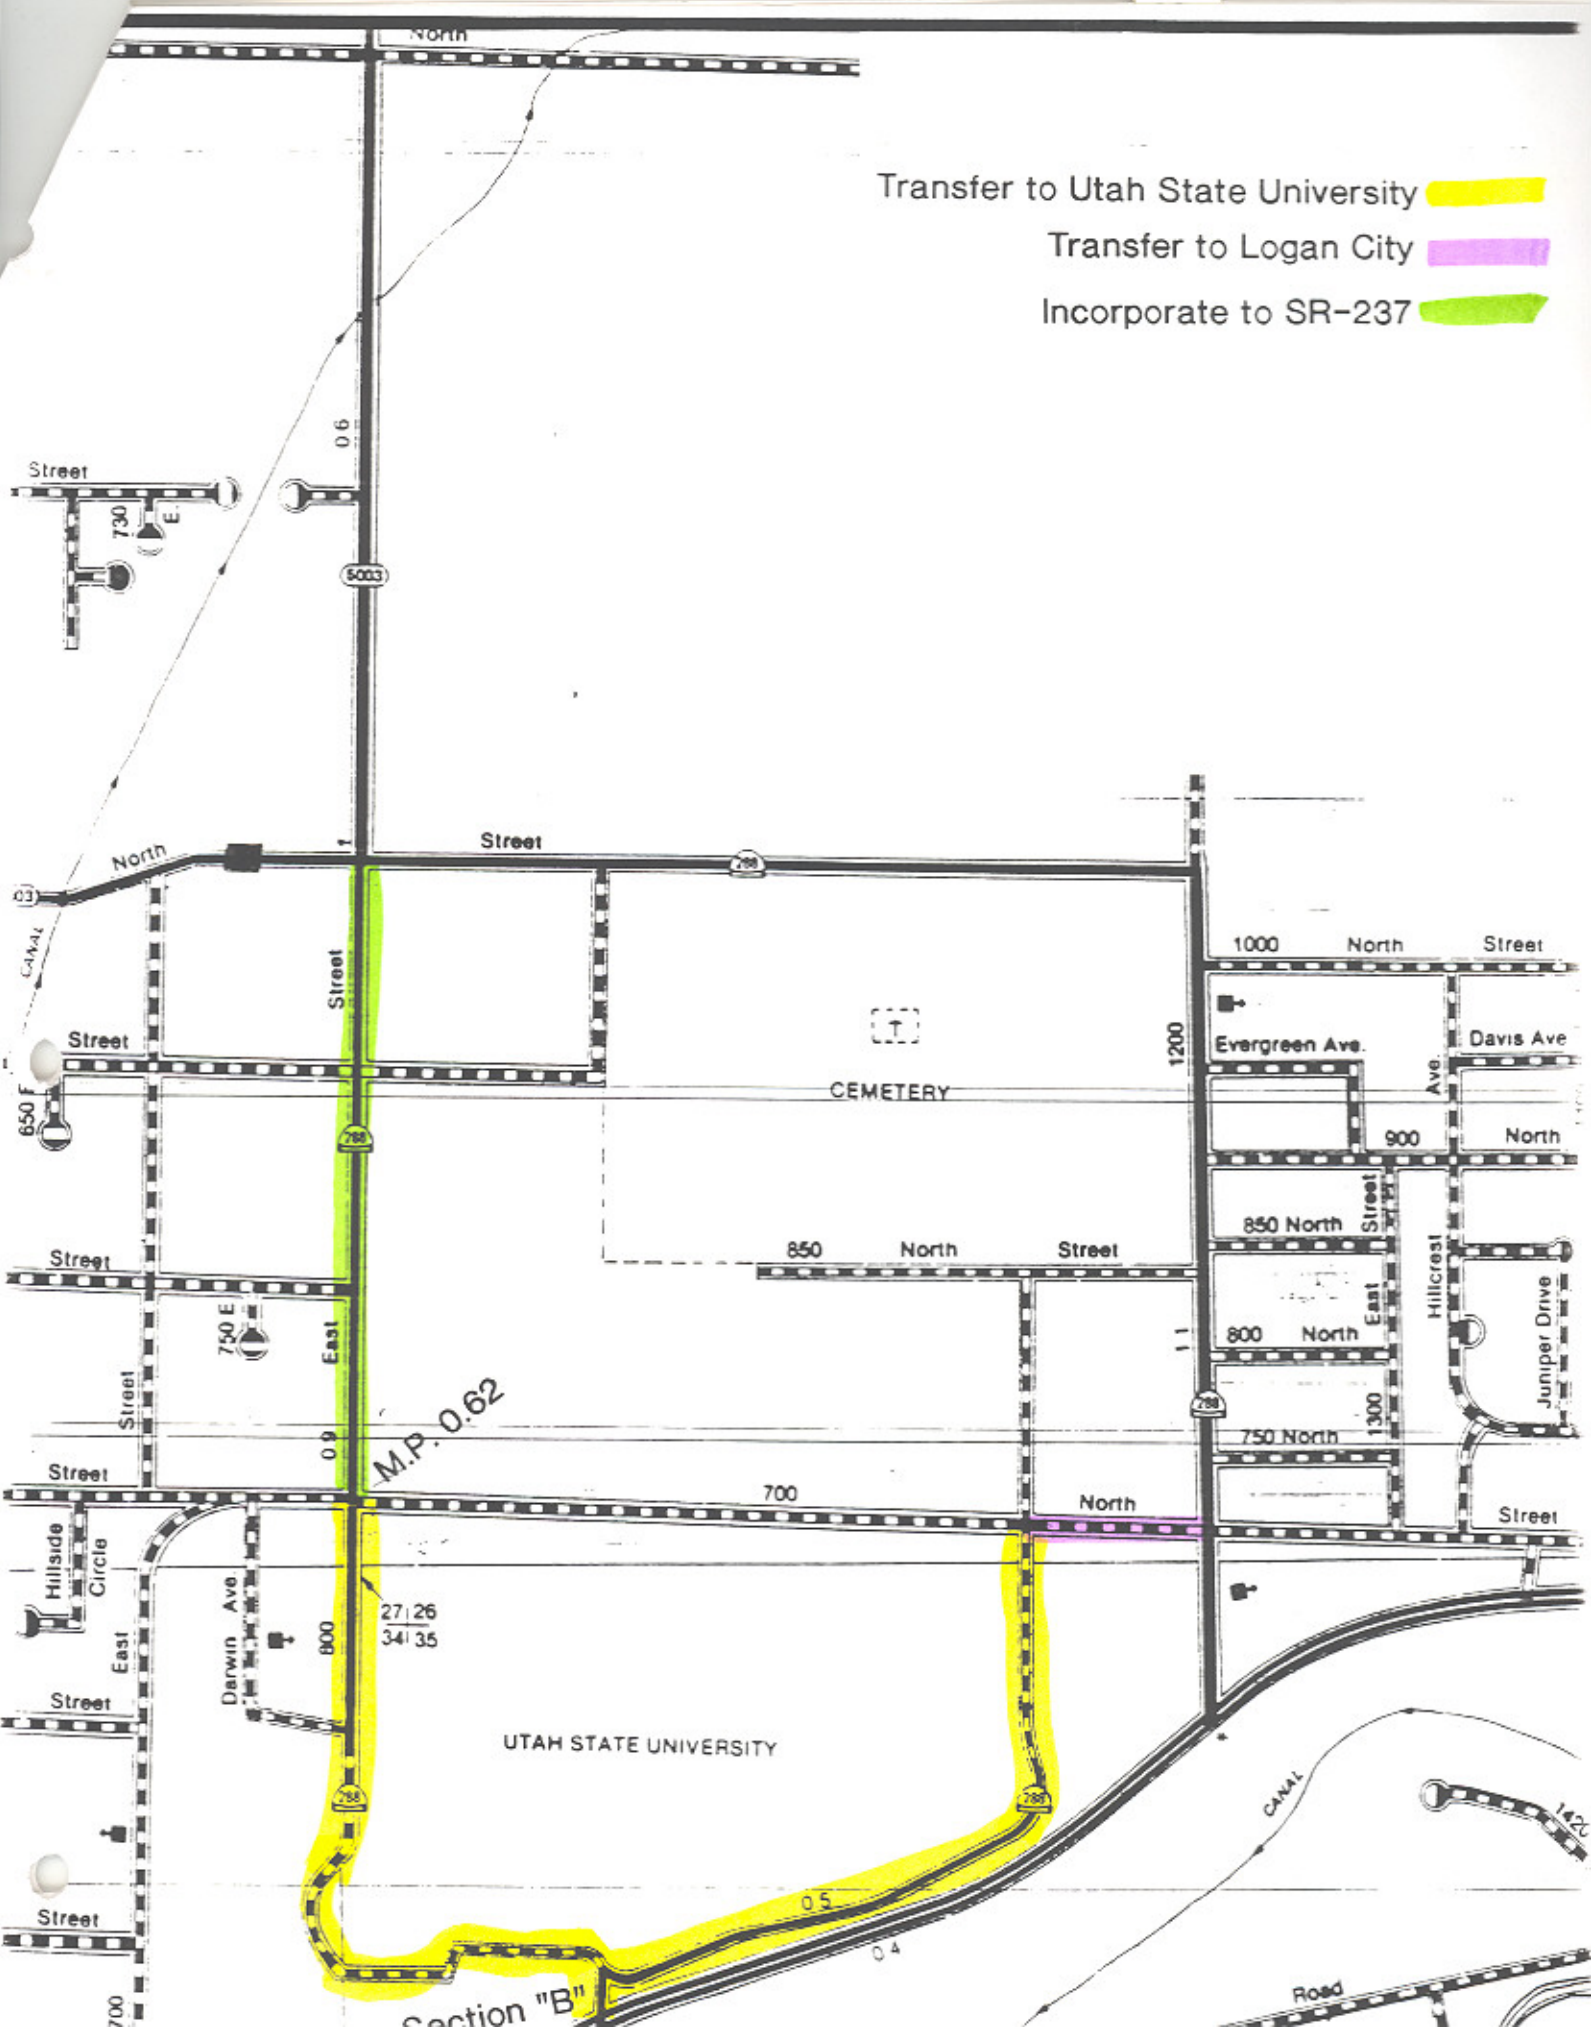 North
Transfer to Utah State University
Transfer to Logan City
Incorporate to SR-237
0 6
Street
730
E.
5003
1
North
Street
288
CANAL
Street
1000 North Street
Street
1200
Evergreen Ave.
Davis Ave
Ave.
CEMETERY
650 E
288
900 North
Street
850 North
850 North Street
Street
Hillcrest
Juniper Drive
750 E
East
East
800 North
1 1
Street
M.P. 0.62
0 9
288
1300
750 North
Street
700 North
Street
Hillside
Circle
Darwin Ave.
800
27 26
34 35
East
Street
UTAH STATE UNIVERSITY
288
288
CANAL
Street
0 5
0 4
Section "B"
Road
700